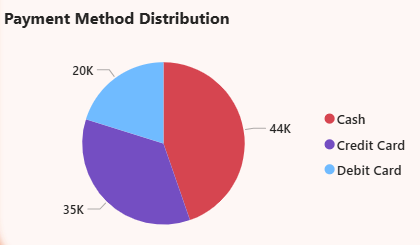 Payment Method Distribution
20K
44K
35K
Cash
Credit Card
Debit Card